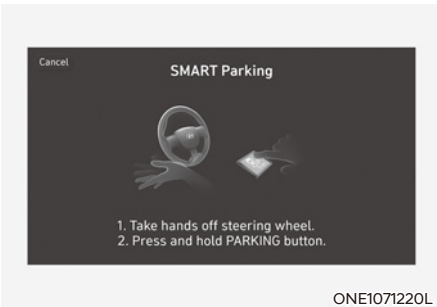 Cancel
SMART Parking
1. Take hands off steering wheel.
2. Press and hold PARKING button.
ONE1071220L